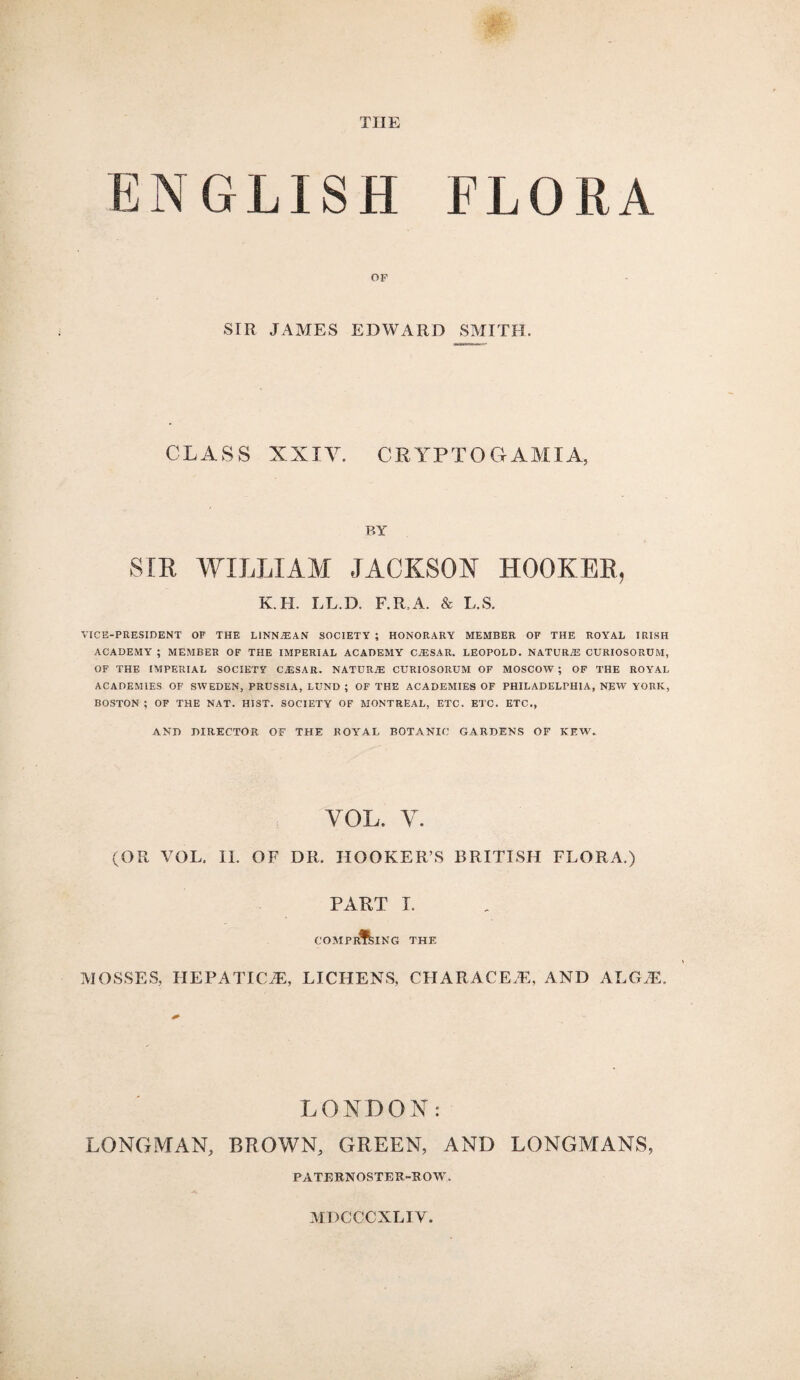 THE
ENGLISH FLORA
OF
SIR JAMES EDWARD SMITH.
CLASS XXIV. CRYPTOGAMIA,
BY
SIR WILLIAM JACKSON HOOKER,
K.H. LL.D. F.R.A. & L.S.
VICE-PRESIDENT OF THE LINNÆAN SOCIETY ; HONORARY MEMBER OF THE ROYAL IRISH
ACADEMY ; MEMBER OF THE IMPERIAL ACADEMY CÆSAR. LEOPOLD. NATURÆ CURIOSORUM,
OF THE IMPERIAL SOCIETY CÆSAR. NATURÆ CURIOSORUM OF MOSCOW ; OF THE ROYAL
ACADEMIES OF SWEDEN, PRUSSIA, LUND ; OF THE ACADEMIES OF PHILADELPHIA, NEW YORK,
BOSTON ; OF THE NAT. HIST. SOCIETY OF MONTREAL, ETC. ETC. ETC.,
AND DIRECTOR OF THE ROYAL BOTANIC GARDENS OF KEW.
VOL. V.
(OR VOL. II. OF DR. HOOKER'S BRITISH FLORA.)
PART I.
COMPRISING THE
MOSSES, HEPATICÆ, LICHENS, CHARACEÆ, AND ALGÆ.
LONDON:
LONGMAN, BROWN, GREEN, AND LONGMANS,
PATERNOSTER-ROW.
MDCCCXLIV.